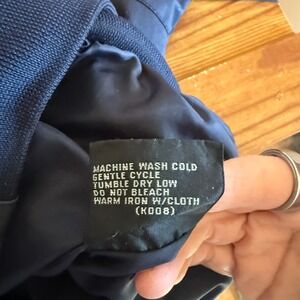 MACHINE WASH COLD
GENTLE CYCLE
TUMBLE DRY LOW
DO NOT BLEACH
WARM IRON W/CLOTH
(K008)